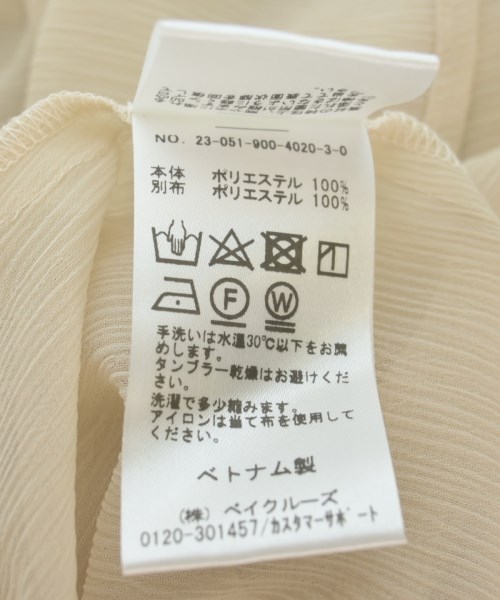 NO. 23-051-900-4020-3-0
本体 ポリエステル 100%
別布 ポリエステル 100%
F W
手洗いは水温30℃以下をお薦
めします。
タンブラー乾燥はお避けくだ
さい。
洗濯で多少縮みます。
アイロンは当て布を使用して
ください。
ベトナム製
(株) ベイクルーズ
0120-301457/カスタマーサポート